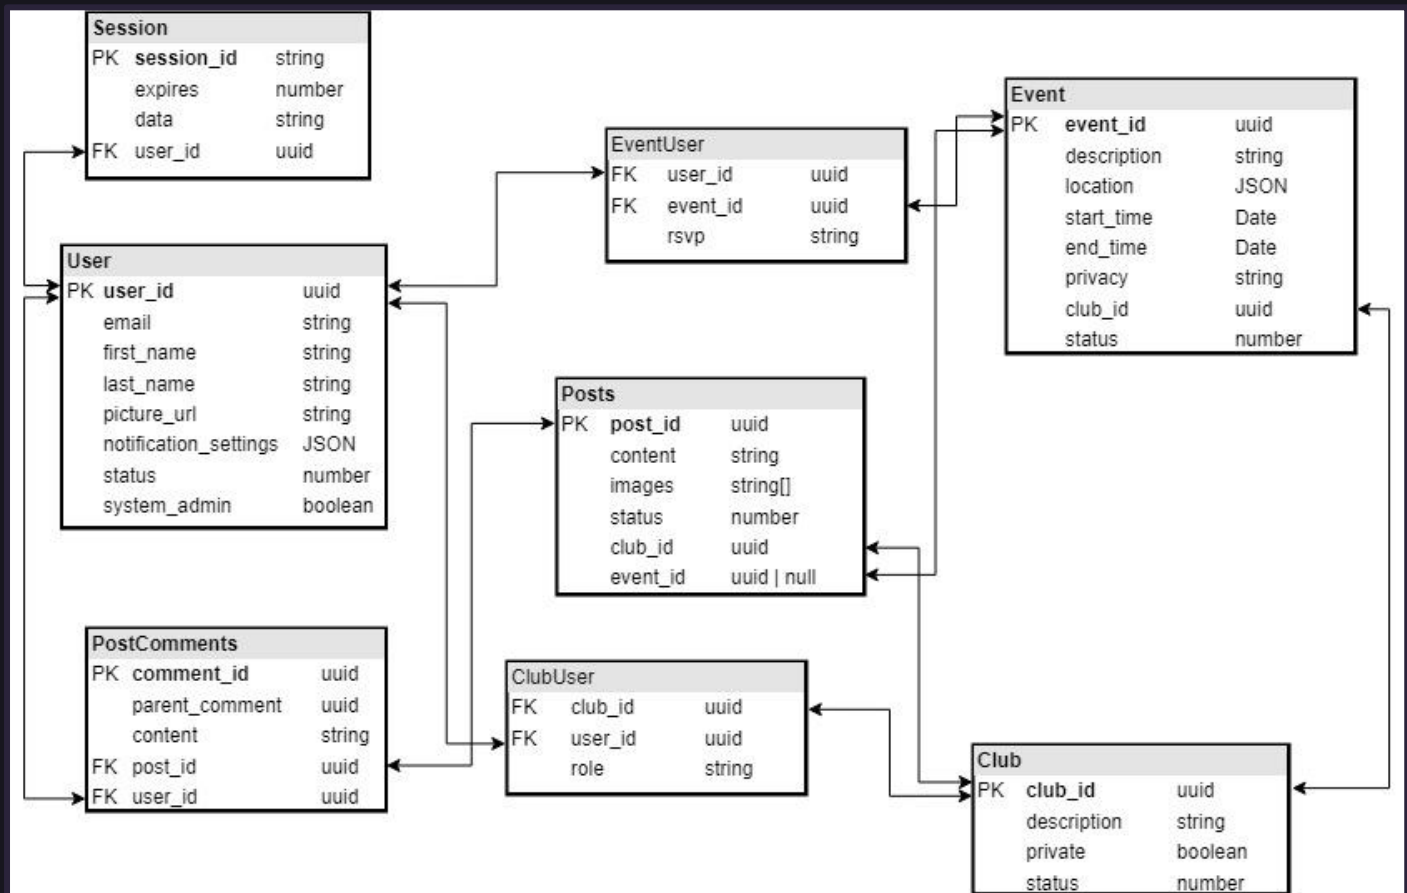 Session
PK session_id string
expires number
data string
FK user_id uuid
Event
PK event_id uuid
description string
location JSON
start_time Date
end_time Date
privacy string
club_id uuid
status number
EventUser
FK user_id uuid
FK event_id uuid
rsvp string
User
PK user_id uuid
email string
first_name string
last_name string
picture_url string
notification_settings JSON
status number
system_admin boolean
Posts
PK post_id uuid
content string
images string[]
status number
club_id uuid
event_id uuid | null
PostComments
PK comment_id uuid
parent_comment uuid
content string
FK post_id uuid
FK user_id uuid
ClubUser
FK club_id uuid
FK user_id uuid
role string
Club
PK club_id uuid
description string
private boolean
status number